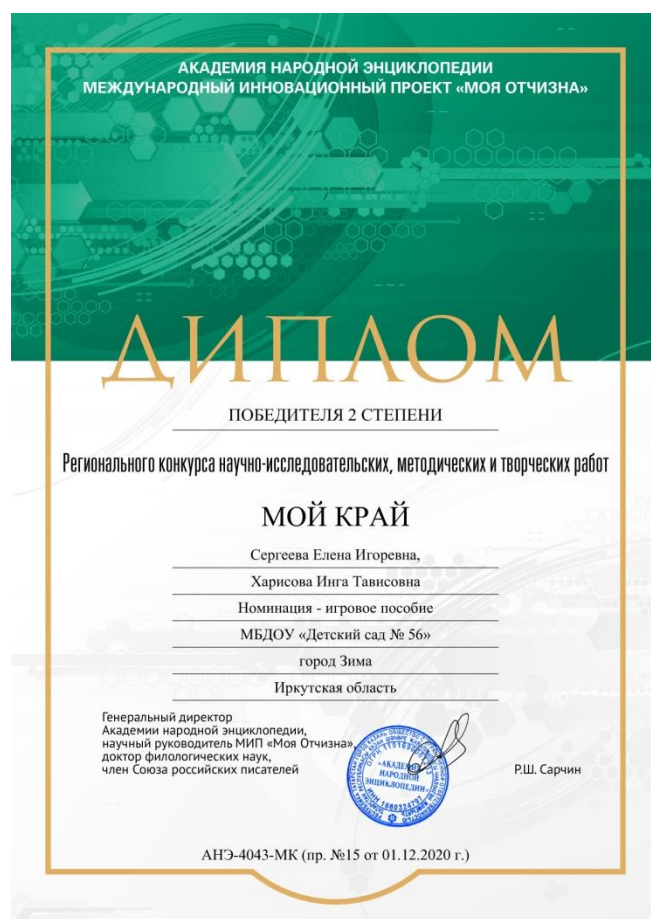 АКАДЕМИЯ НАРОДНОЙ ЭНЦИКЛОПЕДИИ
МЕЖДУНАРОДНЫЙ ИННОВАЦИОННЫЙ ПРОЕКТ «МОЯ ОТЧИЗНА»
ДИПЛОМ
ПОБЕДИТЕЛЯ 2 СТЕПЕНИ
Регионального конкурса научно-исследовательских, методических и творческих работ
МОЙ КРАЙ
Сергеева Елена Игоревна,
Харисова Инга Тависовна
Номинация - игровое пособие
МБДОУ «Детский сад № 56»
город Зима
Иркутская область
Генеральный директор
Академии народной энциклопедии,
научный руководитель МИП «Моя Отчизна»
доктор филологических наук,
член Союза российских писателей
«АКАДЕМИЯ
НАРОДНОЙ
ЭНЦИКЛОПЕДИИ»
ИНН 1660324797
Р.Ш. Сарчин
АНЭ-4043-МК (пр. №15 от 01.12.2020 г.)